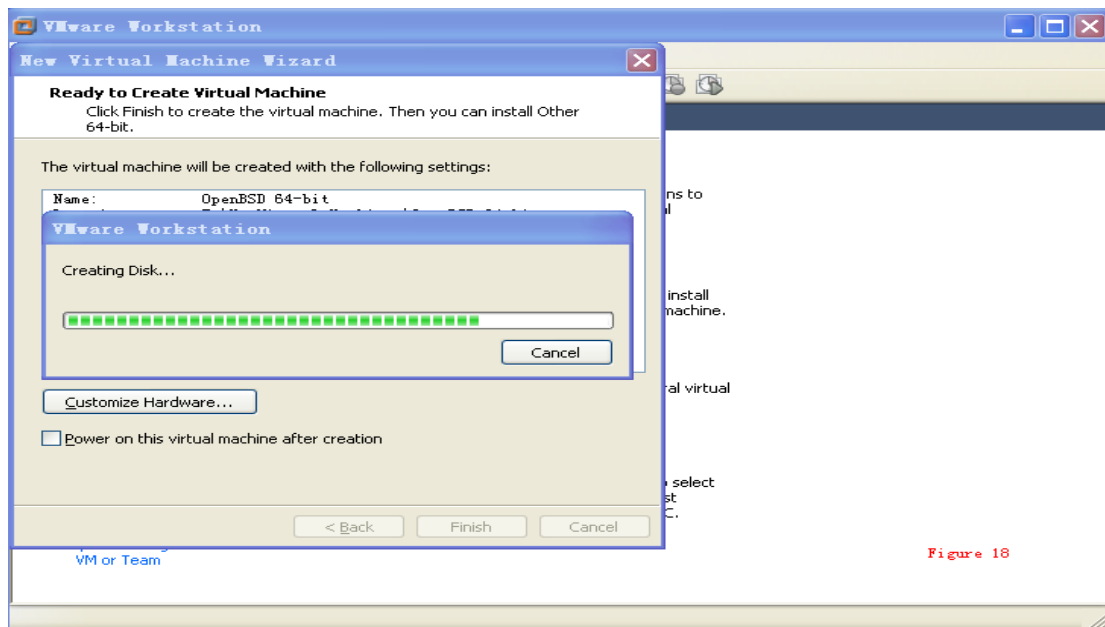 VMware Workstation
New Virtual Machine Wizard
Ready to Create Virtual Machine
Click Finish to create the virtual machine. Then you can install Other
64-bit.
The virtual machine will be created with the following settings:
Name: OpenBSD 64-bit
ns to
VMware Workstation
Creating Disk...
install
machine.
Cancel
al virtual
Customize Hardware...
Power on this virtual machine after creation
select
st
C.
< Back Finish Cancel
VM or Team
Figure 18